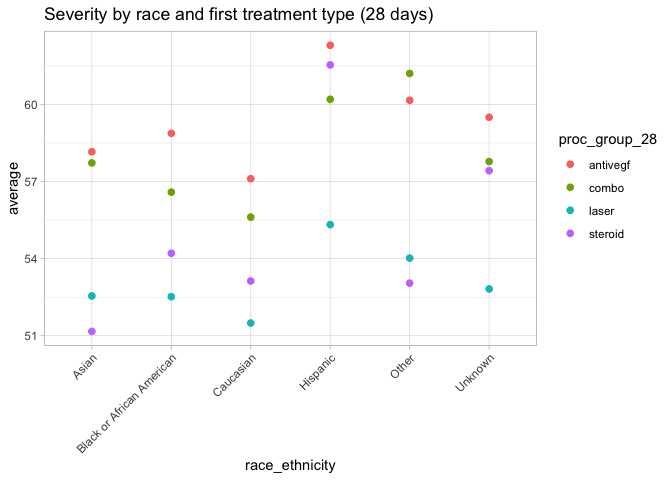 Severity by race and first treatment type (28 days)
60
57
54
51
average
Asian
Black or African American
Caucasian
Hispanic
Other
Unknown
race_ethnicity
proc_group_28
antivegf
combo
laser
steroid